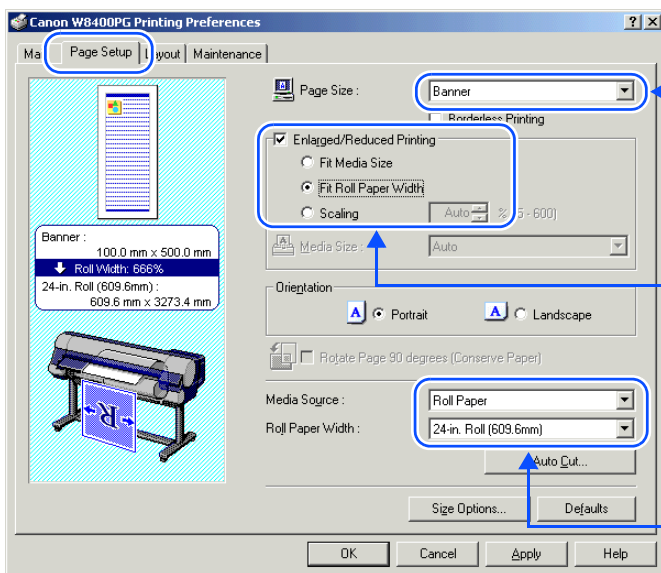 Canon W8400PG Printing Preferences
Page Setup
Layout
Maintenance
Page Size :
Banner
Borderless Printing
Enlarged/Reduced Printing
Fit Media Size
Fit Roll Paper Width
Scaling
Auto
Media Size :
Auto
Banner :
100.0 mm x 500.0 mm
Roll Width: 666%
24-in. Roll (609.6mm) :
609.6 mm x 3273.4 mm
Orientation
A
Portrait
A
Landscape
Rotate Page 90 degrees (Conserve Paper)
R
Media Source :
Roll Paper
Roll Paper Width :
24-in. Roll (609.6mm)
Auto Cut...
Size Options...
Defaults
OK
Cancel
Apply
Help